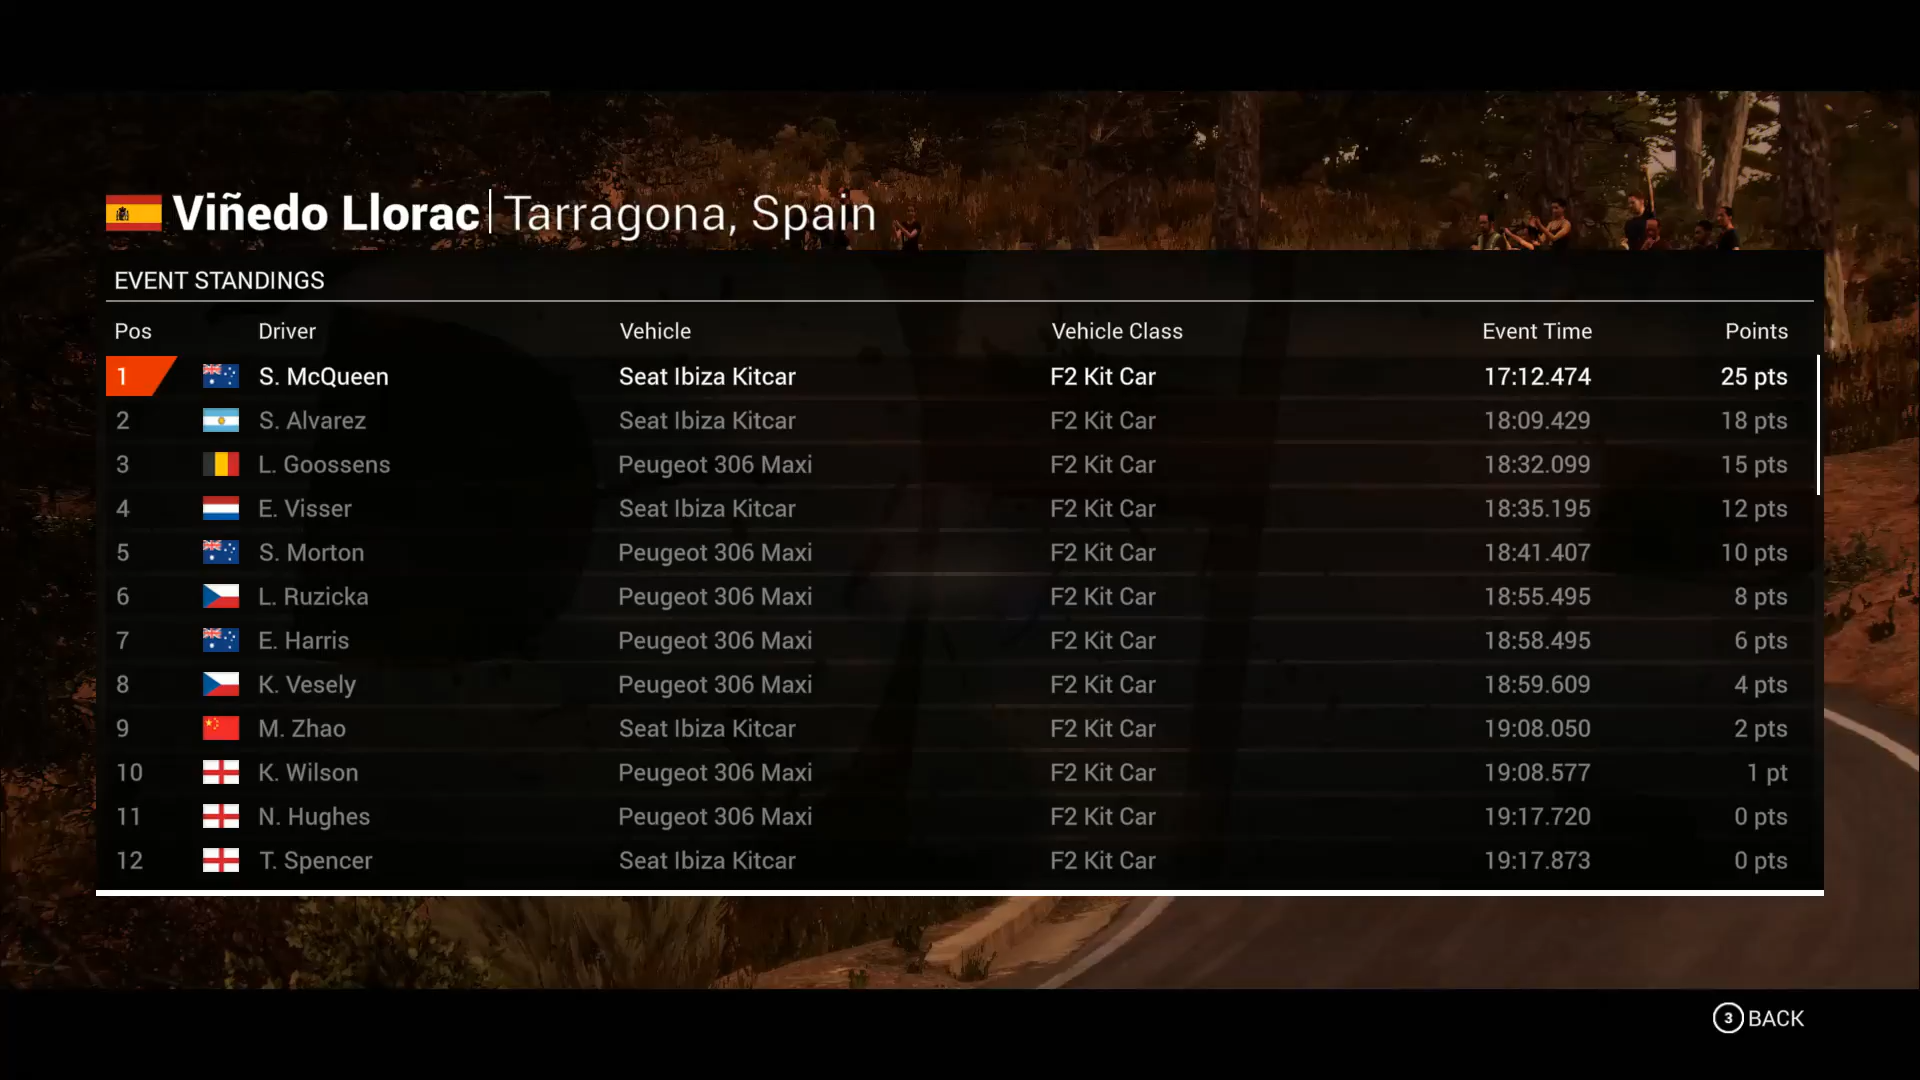 Viñedo Llorac | Tarragona, Spain
EVENT STANDINGS
Pos Driver Vehicle Vehicle Class Event Time Points
1 S. McQueen Seat Ibiza Kitcar F2 Kit Car 17:12.474 25 pts
2 S. Alvarez Seat Ibiza Kitcar F2 Kit Car 18:09.429 18 pts
3 L. Goossens Peugeot 306 Maxi F2 Kit Car 18:32.099 15 pts
4 E. Visser Seat Ibiza Kitcar F2 Kit Car 18:35.195 12 pts
5 S. Morton Peugeot 306 Maxi F2 Kit Car 18:41.407 10 pts
6 L. Ruzicka Peugeot 306 Maxi F2 Kit Car 18:55.495 8 pts
7 E. Harris Peugeot 306 Maxi F2 Kit Car 18:58.495 6 pts
8 K. Vesely Peugeot 306 Maxi F2 Kit Car 18:59.609 4 pts
9 M. Zhao Seat Ibiza Kitcar F2 Kit Car 19:08.050 2 pts
10 K. Wilson Peugeot 306 Maxi F2 Kit Car 19:08.577 1 pt
11 N. Hughes Peugeot 306 Maxi F2 Kit Car 19:17.720 0 pts
12 T. Spencer Seat Ibiza Kitcar F2 Kit Car 19:17.873 0 pts
3 BACK